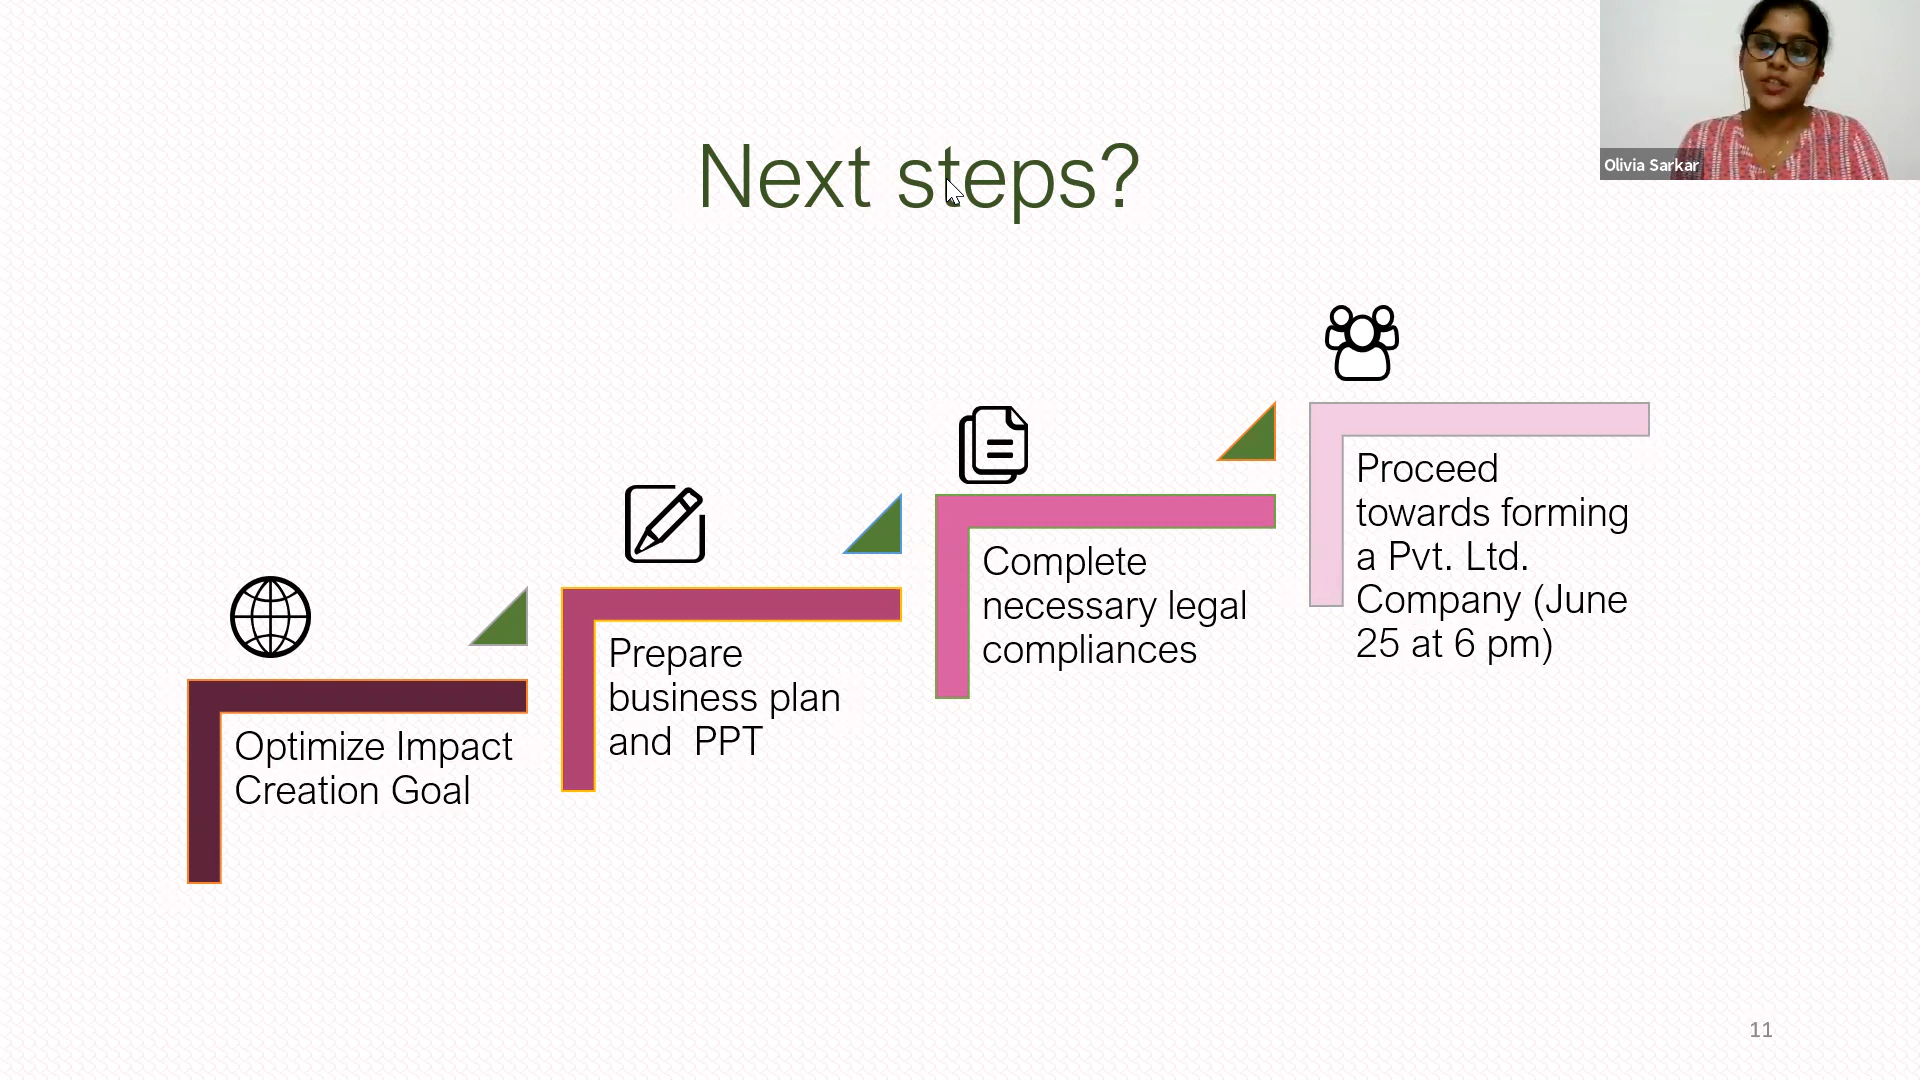 Olivia Sarkar
Next steps?
Optimize Impact
Creation Goal
Prepare
business plan
and  PPT
Complete
necessary legal
compliances
Proceed
towards forming
a Pvt. Ltd.
Company (June
25 at 6 pm)
11